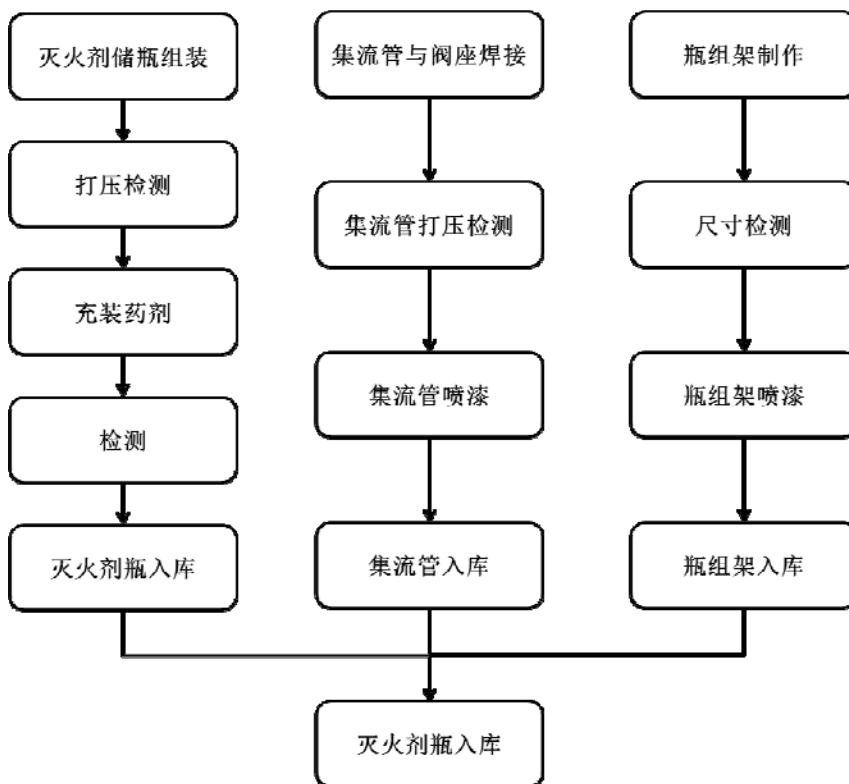 灭火剂储瓶组装
打压检测
充装药剂
检测
灭火剂瓶入库
集流管与阀座焊接
集流管打压检测
集流管喷漆
集流管入库
瓶组架制作
尺寸检测
瓶组架喷漆
瓶组架入库
灭火剂瓶入库